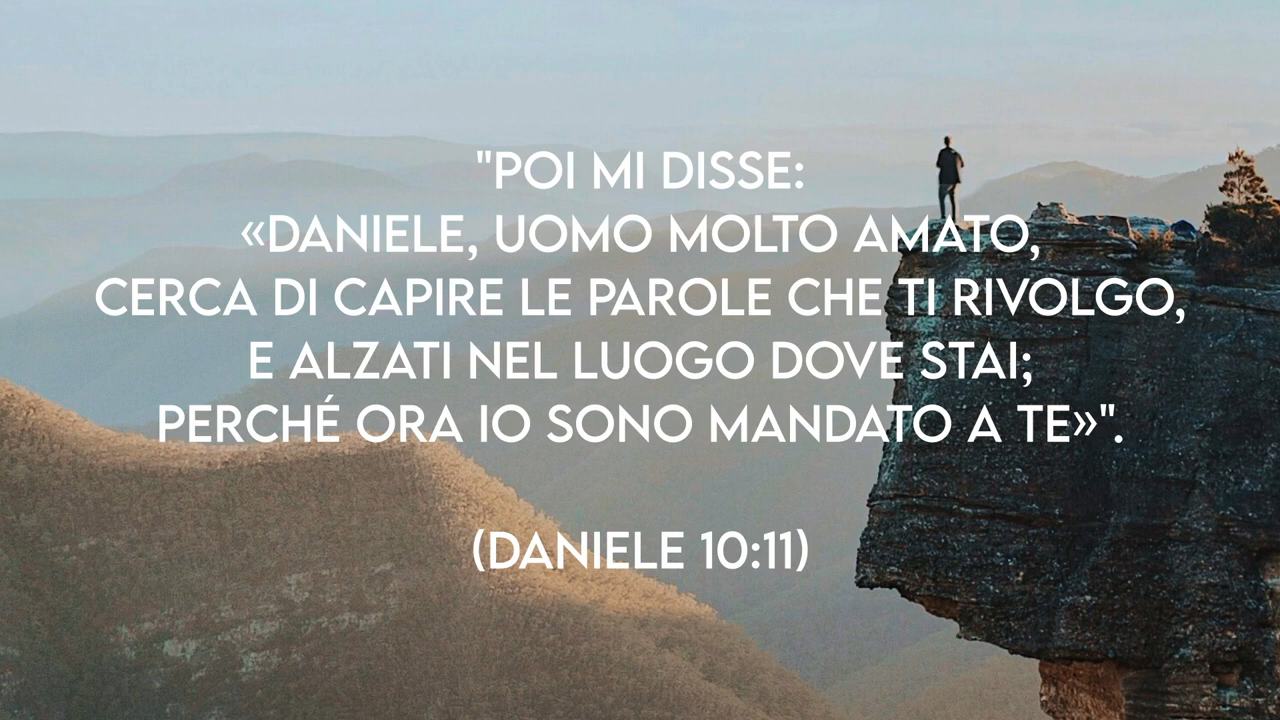 "POI MI DISSE:
«DANIELE, UOMO MOLTO AMATO,
CERCA DI CAPIRE LE PAROLE CHE TI RIVOLGO,
E ALZATI NEL LUOGO DOVE STAI;
PERCHÉ ORA IO SONO MANDATO A TE»".
(DANIELE 10:11)